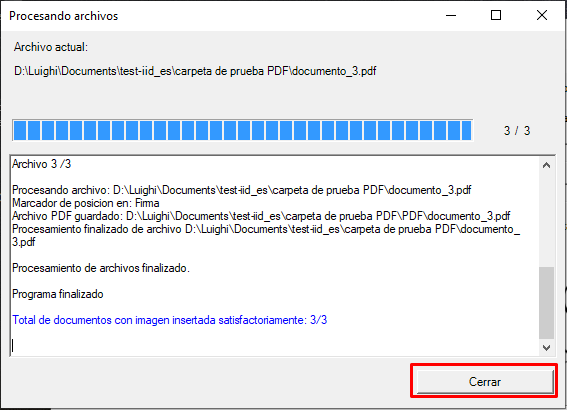 Procesando archivos
Archivo actual:
D:\Luighi\Documents\test-iid_es\carpeta de prueba PDF\documento_3.pdf
3 / 3
Archivo 3 /3
Procesando archivo: D:\Luighi\Documents\test-iid_es\carpeta de prueba PDF\documento_3.pdf
Marcador de posicion en: Firma
Archivo PDF guardado: D:\Luighi\Documents\test-iid_es\carpeta de prueba PDF\PDF\documento_3.pdf
Procesamiento finalizado de archivo D:\Luighi\Documents\test-iid_es\carpeta de prueba PDF\documento_
3.pdf
Procesamiento de archivos finalizado.
Programa finalizado
Total de documentos con imagen insertada satisfactoriamente: 3/3
Cerrar